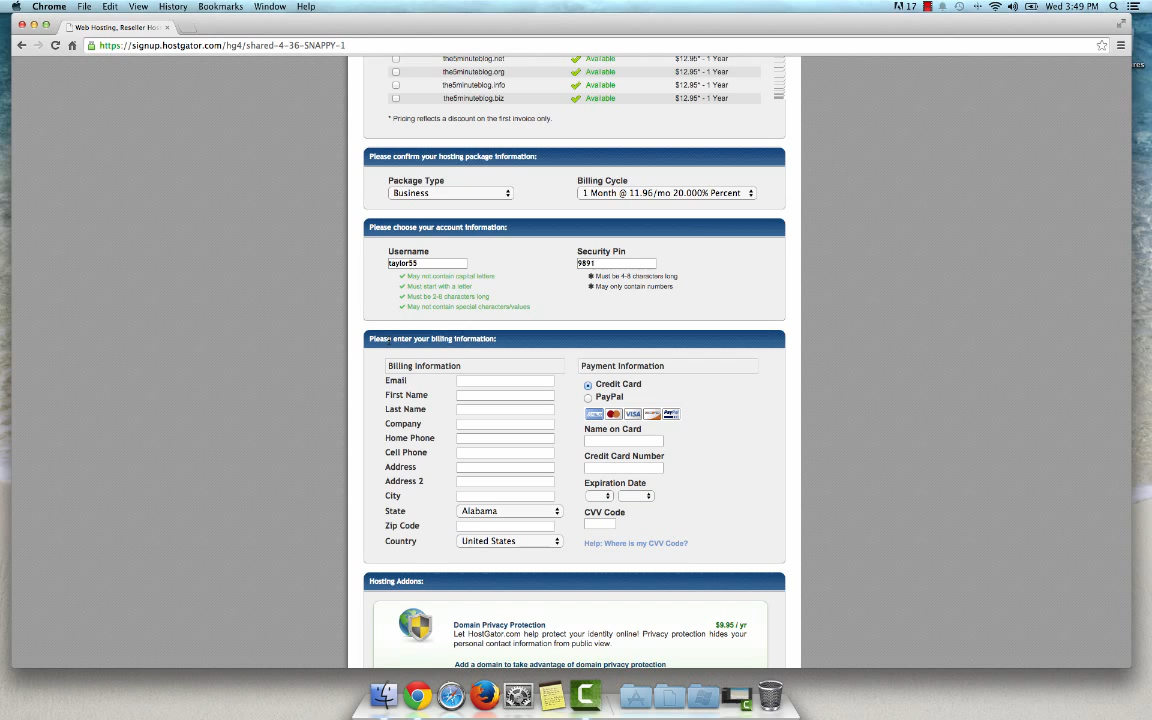 Chrome File Edit View History Bookmarks Window Help 17 Wed 3:49 PM
Web Hosting, Reseller Hos
https://signup.hostgator.com/hg4/shared-4-36-SNAPPY-1
the5minuteblog.net Available $12.95* - 1 Year
the5minuteblog.org Available $12.95* - 1 Year
the5minuteblog.info Available $12.95* - 1 Year
the5minuteblog.biz Available $12.95* - 1 Year
* Pricing reflects a discount on the first invoice only.
Please confirm your hosting package information:
Package Type Billing Cycle
Business 1 Month @ 11.96/mo 20.000% Percent
Please choose your account information:
Username Security Pin
taylor55 9891
May not contain capital letters ✱ Must be 4-8 characters long
Must start with a letter ✱ May only contain numbers
Must be 2-8 characters long
May not contain special characters/values
Please enter your billing information:
Billing Information Payment Information
Email Credit Card
First Name PayPal
Last Name
Company Name on Card
Home Phone
Cell Phone Credit Card Number
Address
Address 2 Expiration Date
City
State Alabama CVV Code
Zip Code
Country United States Help: Where is my CVV Code?
Hosting Addons:
Domain Privacy Protection $9.95 / yr
Let HostGator.com help protect your identity online! Privacy protection hides your
personal contact information from public view.
Add a domain to take advantage of domain privacy protection